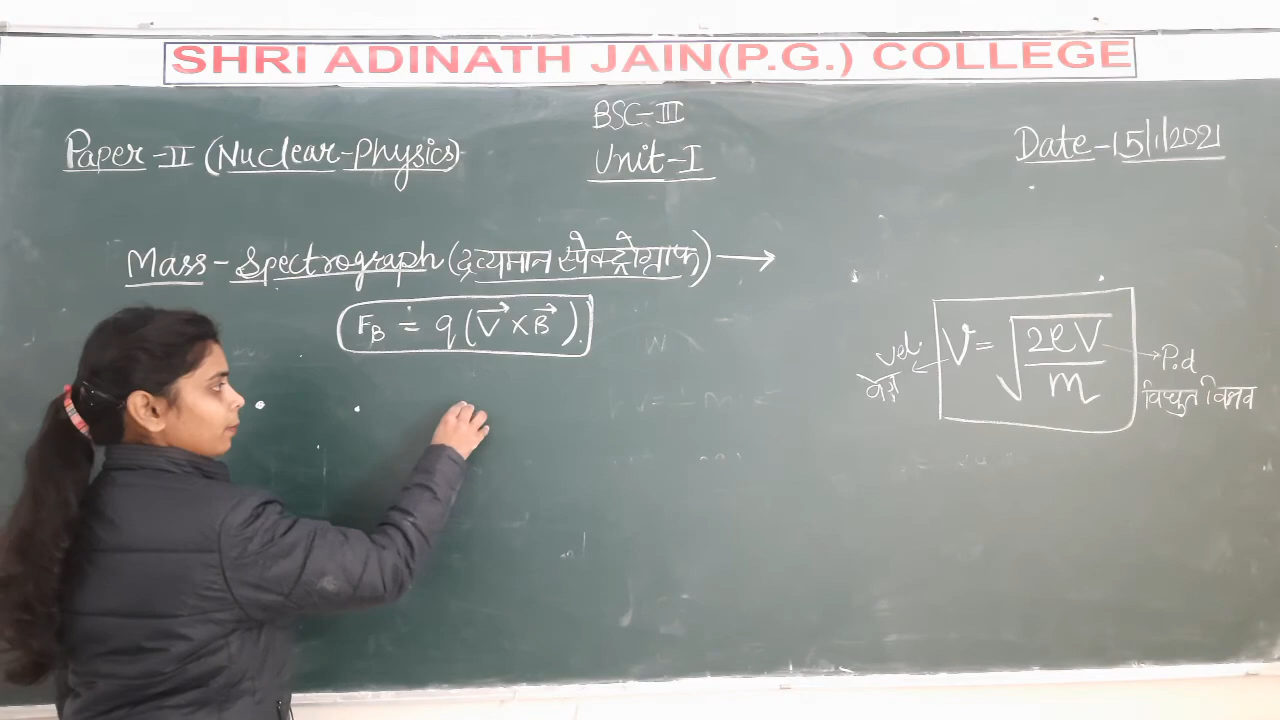 SHRI ADINATH JAIN(P.G.) COLLEGE
BSC-III
Paper-II (Nuclear-Physics)
Unit-I
Date-15/1/2021
Mass-Spectrograph (द्रव्यमान स्पेक्ट्रोग्राफ) →
F_B = q(V⃗ × B⃗)
V = √(2eV/m)
vel.
P.d
विद्युत विभव